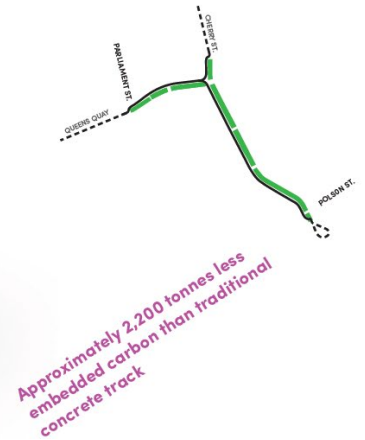 CHERRY ST.
PARLIAMENT ST.
QUEENS QUAY
POLSON ST.
Approximately 2,200 tonnes less
embedded carbon than traditional
concrete track